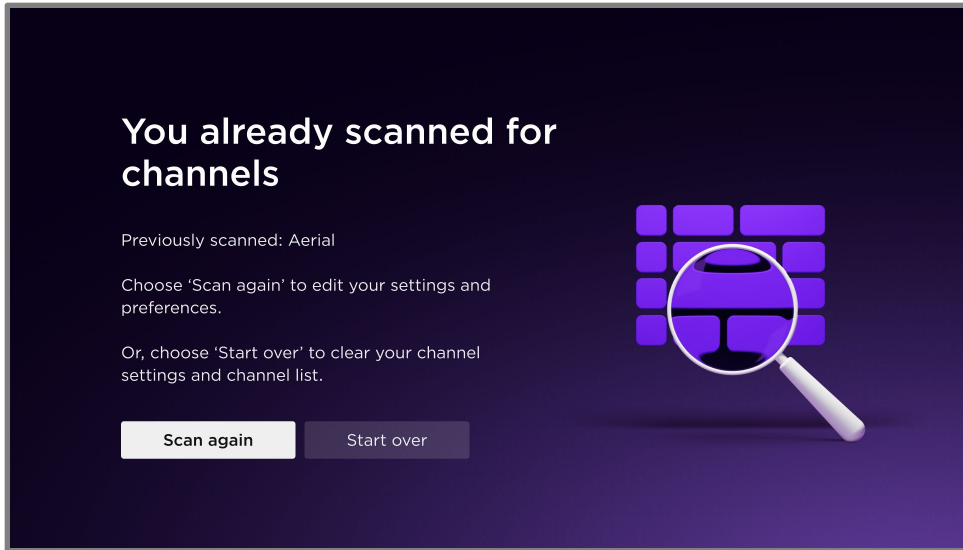 You already scanned for
channels
Previously scanned: Aerial
Choose ‘Scan again’ to edit your settings and
preferences.
Or, choose ‘Start over’ to clear your channel
settings and channel list.
Scan again
Start over